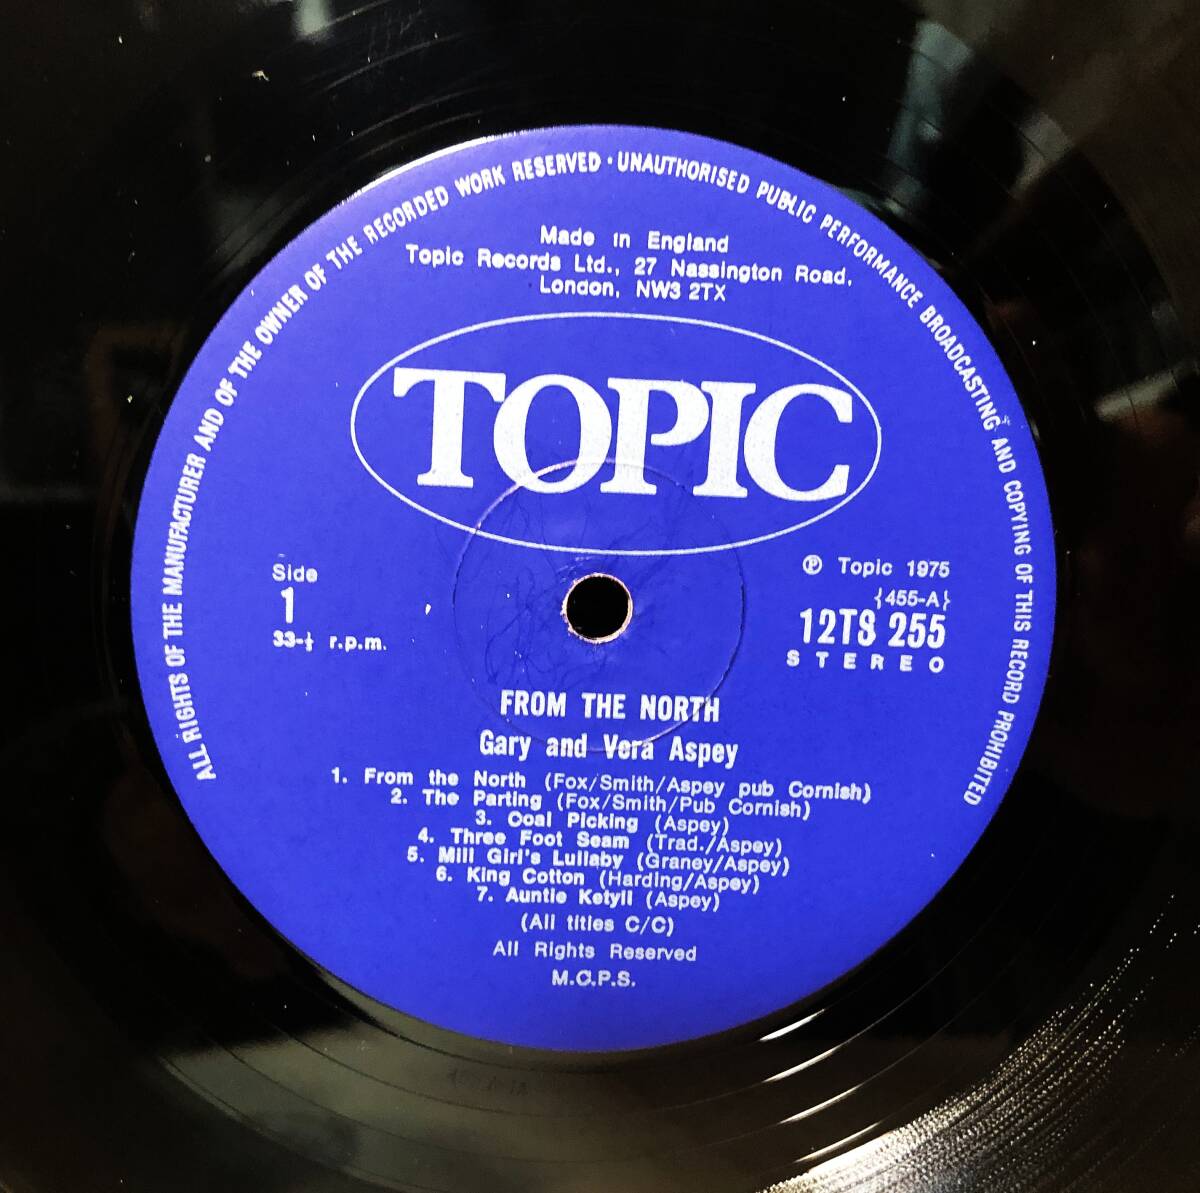 ALL RIGHTS OF THE MANUFACTURER AND OF THE OWNER OF THE RECORDED WORK RESERVED · UNAUTHORISED PUBLIC PERFORMANCE BROADCASTING AND COPYING OF THIS RECORD PROHIBITED
Made in England
Topic Records Ltd., 27 Nassington Road,
London, NW3 2TX
TOPIC
Side
1
33-⅓ r.p.m.
℗ Topic 1975
{455-A}
12TS 255
STEREO
FROM THE NORTH
Gary and Vera Aspey
1. From the North (Fox/Smith/Aspey pub Cornish)
2. The Parting (Fox/Smith/Pub Cornish)
3. Coal Picking (Aspey)
4. Three Foot Seam (Trad./Aspey)
5. Mill Girl's Lullaby (Graney/Aspey)
6. King Cotton (Harding/Aspey)
7. Auntie Ketyll (Aspey)
(All titles C/C)
All Rights Reserved
M.C.P.S.